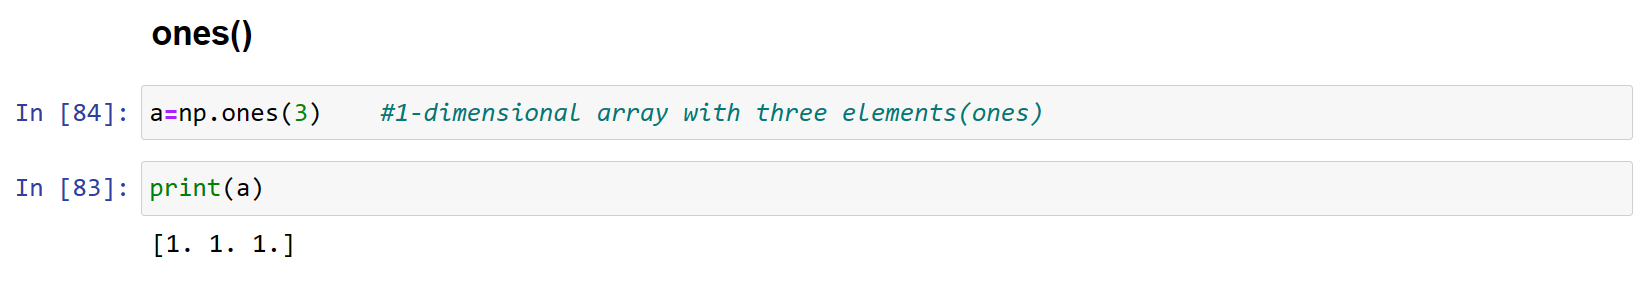 ones()
In [84]: a=np.ones(3)    #1-dimensional array with three elements(ones)
In [83]: print(a)
[1. 1. 1.]